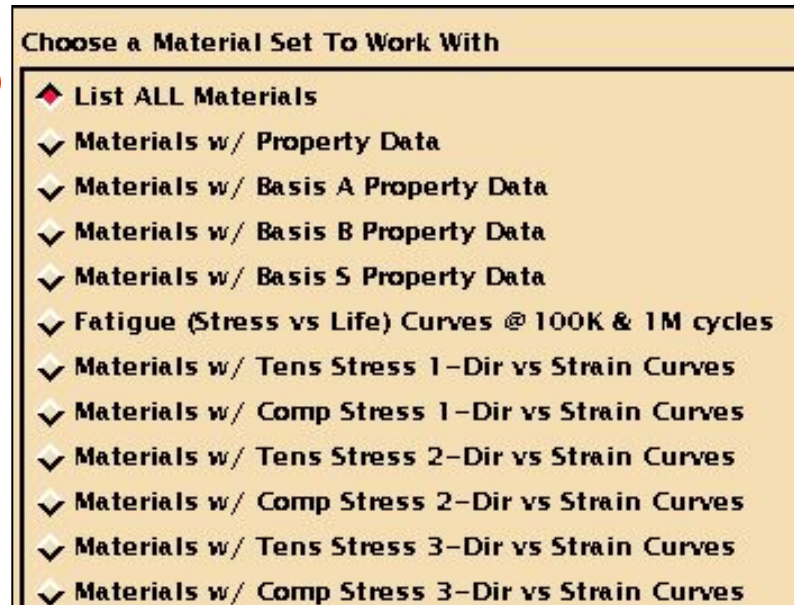 Choose a Material Set To Work With
List ALL Materials
Materials w/ Property Data
Materials w/ Basis A Property Data
Materials w/ Basis B Property Data
Materials w/ Basis S Property Data
Fatigue (Stress vs Life) Curves @ 100K & 1M cycles
Materials w/ Tens Stress 1-Dir vs Strain Curves
Materials w/ Comp Stress 1-Dir vs Strain Curves
Materials w/ Tens Stress 2-Dir vs Strain Curves
Materials w/ Comp Stress 2-Dir vs Strain Curves
Materials w/ Tens Stress 3-Dir vs Strain Curves
Materials w/ Comp Stress 3-Dir vs Strain Curves